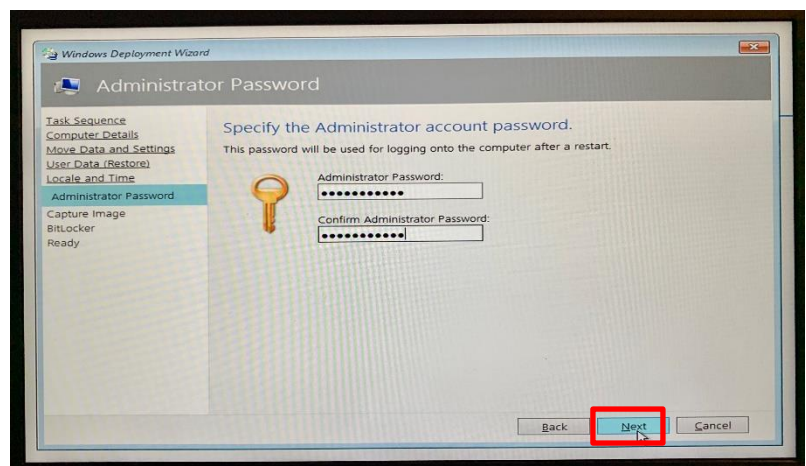 Windows Deployment Wizard
Administrator Password
Task Sequence
Computer Details
Move Data and Settings
User Data (Restore)
Locale and Time
Administrator Password
Capture Image
BitLocker
Ready
Specify the Administrator account password.
This password will be used for logging onto the computer after a restart.
Administrator Password:
●●●●●●●●●●●
Confirm Administrator Password:
●●●●●●●●●●●
Back
Next
Cancel